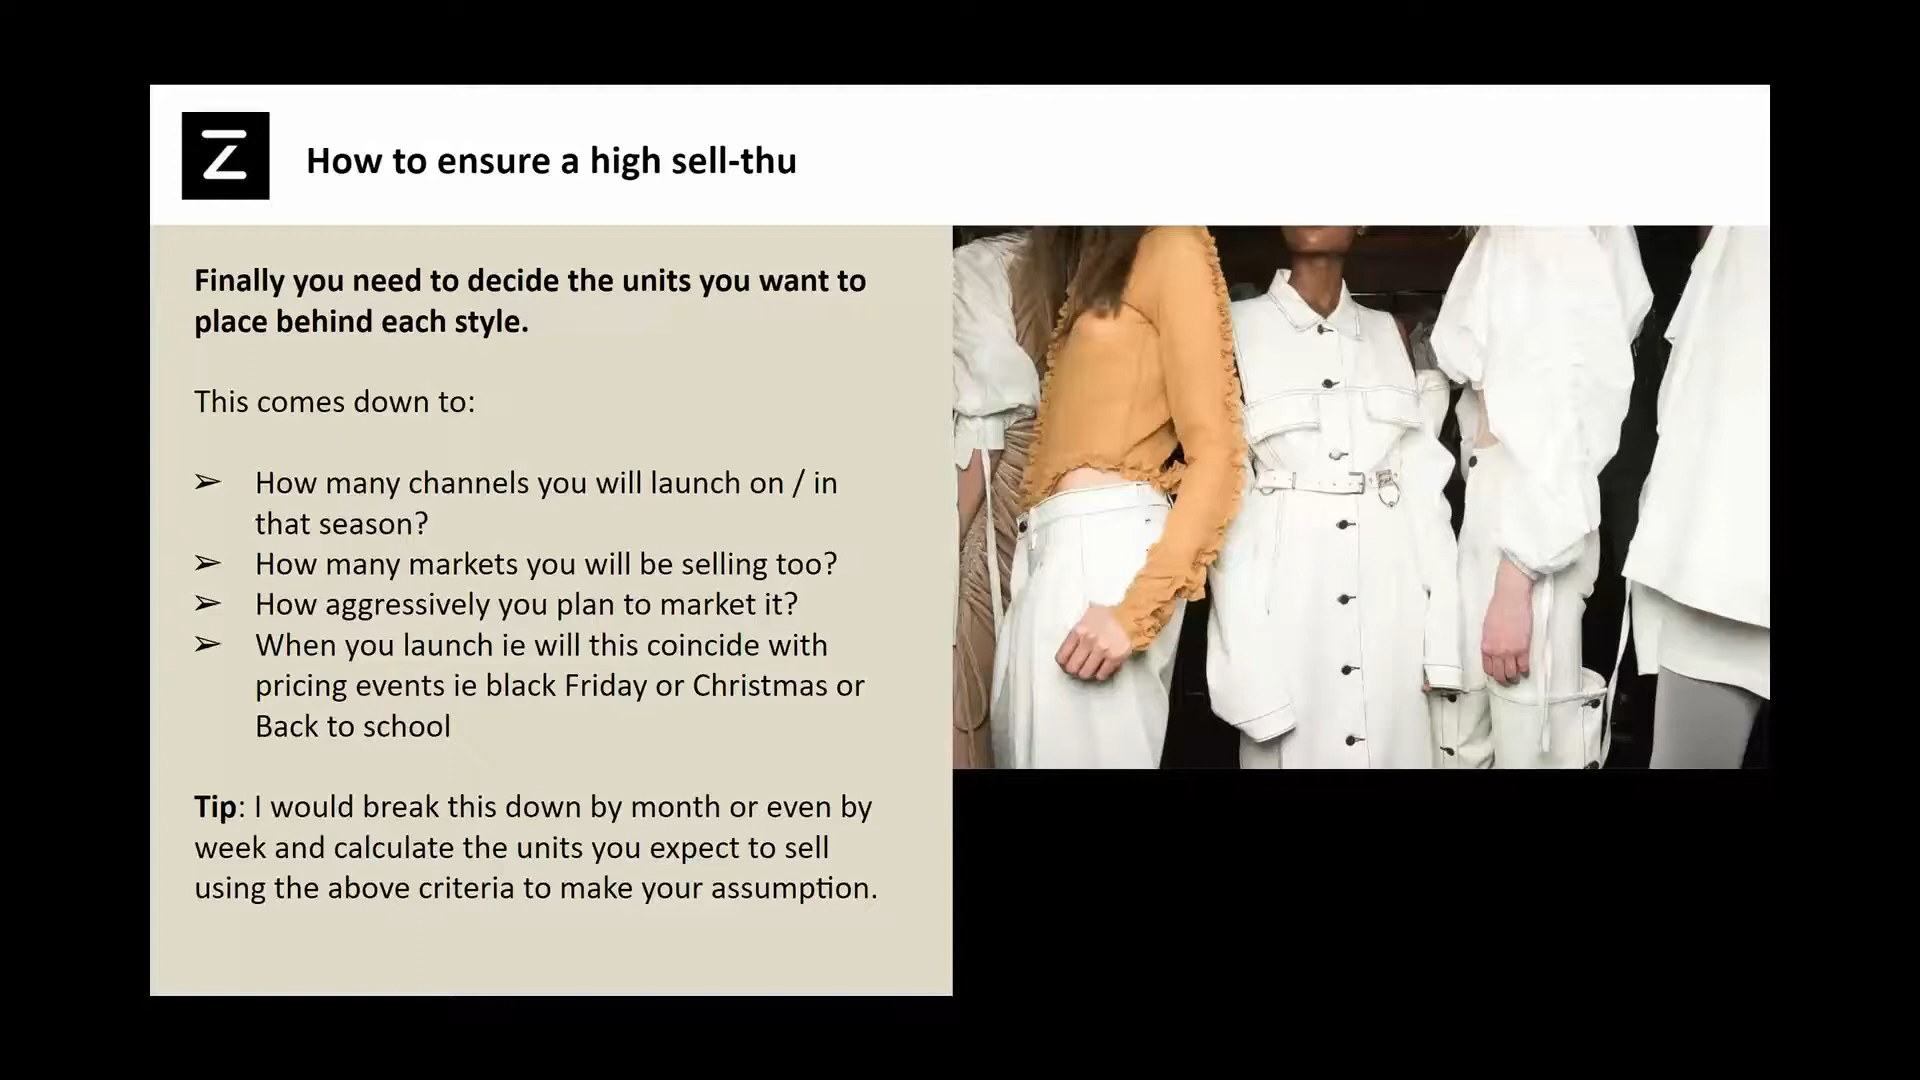 Z
How to ensure a high sell-thu
Finally you need to decide the units you want to
place behind each style.
This comes down to:
➢ How many channels you will launch on / in
that season?
➢ How many markets you will be selling too?
➢ How aggressively you plan to market it?
➢ When you launch ie will this coincide with
pricing events ie black Friday or Christmas or
Back to school
Tip: I would break this down by month or even by
week and calculate the units you expect to sell
using the above criteria to make your assumption.